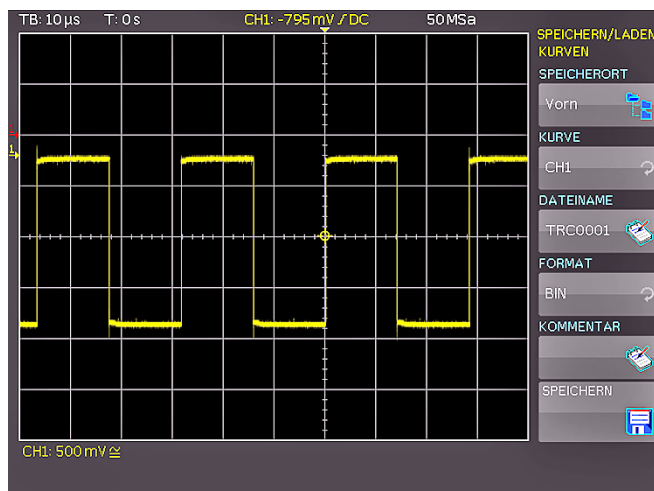 TB: 10 µs T: 0 s CH1: -795 mV / DC 50 MSa
SPEICHERN/LADEN
KURVEN
SPEICHERORT
Vorn
KURVE
CH1
DATEINAME
TRC0001
FORMAT
BIN
KOMMENTAR
SPEICHERN
1
CH1: 500 mV ≅